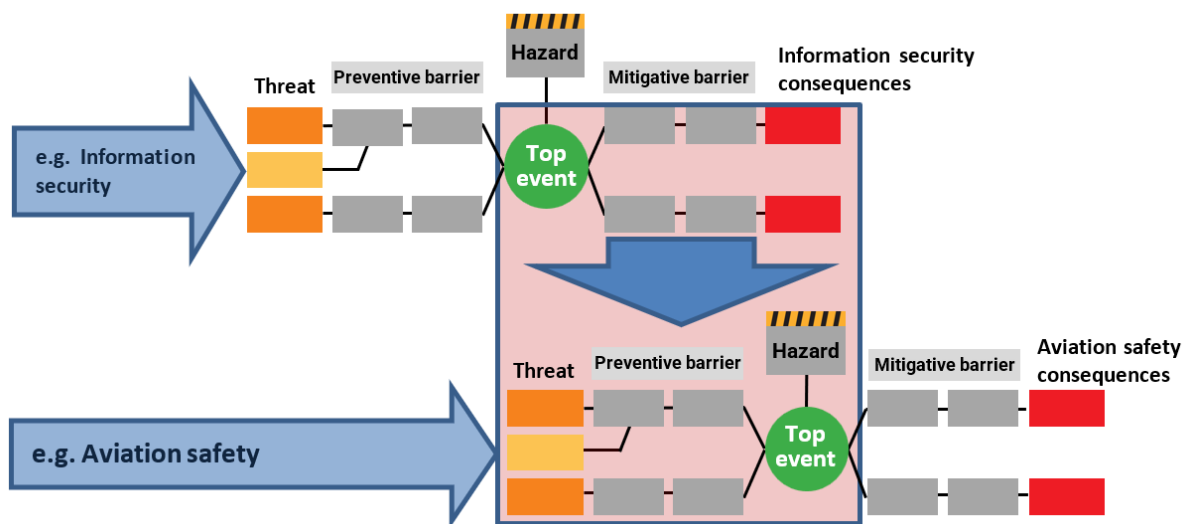 Hazard
Information security
consequences
Threat
Preventive barrier
Mitigative barrier
e.g. Information
security
Top
event
Hazard
Aviation safety
consequences
Threat
Preventive barrier
Mitigative barrier
e.g. Aviation safety
Top
event